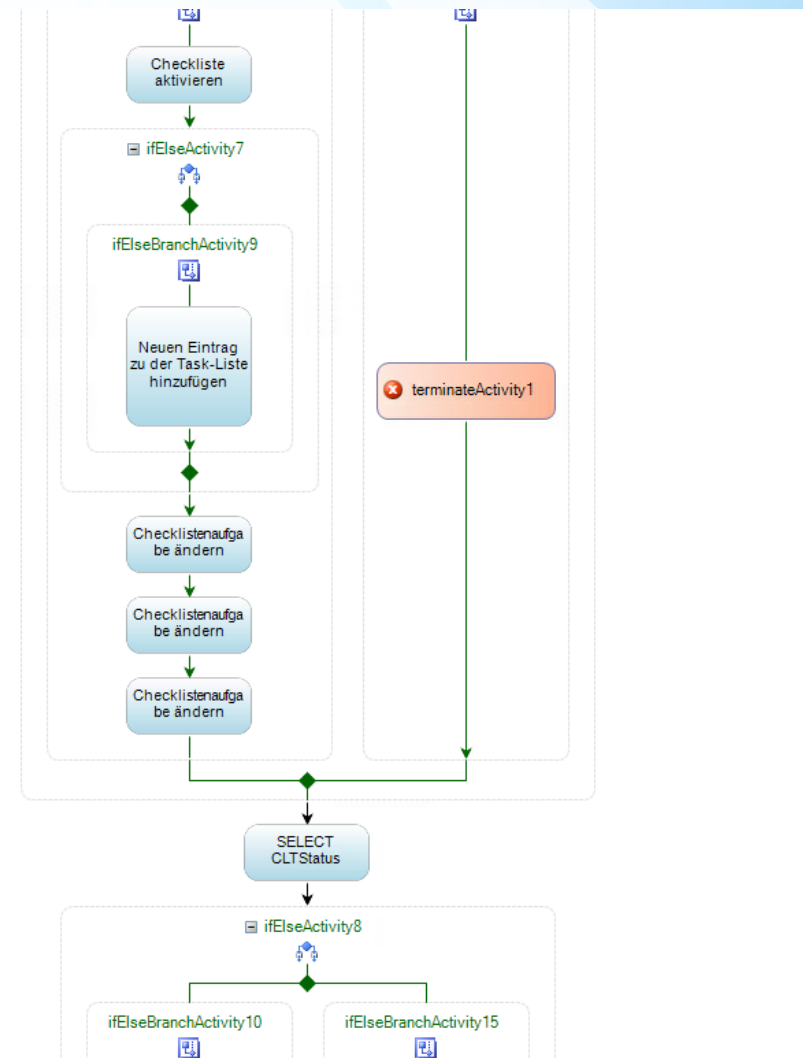 Checkliste
aktivieren
ifElseActivity7
ifElseBranchActivity9
Neuen Eintrag
zu der Task-Liste
hinzufügen
terminateActivity1
Checklistenaufga
be ändern
Checklistenaufga
be ändern
Checklistenaufga
be ändern
SELECT
CLTStatus
ifElseActivity8
ifElseBranchActivity10
ifElseBranchActivity15